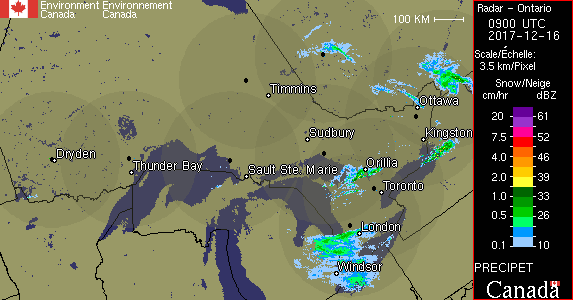 Environment Environnement
Canada Canada
100 KM
Timmins
Ottawa
Sudbury
Kingston
Dryden
Thunder Bay
Sault Ste. Marie
Orillia
Toronto
London
Windsor
Radar - Ontario
0900 UTC
2017-12-16
Scale/Échelle:
3.5 km/Pixel
Snow/Neige
cm/hr dBZ
20 61
7.5 52
4.0 46
2.0 39
1.0 33
0.5 26
0.1 10
PRECIPET
Canada